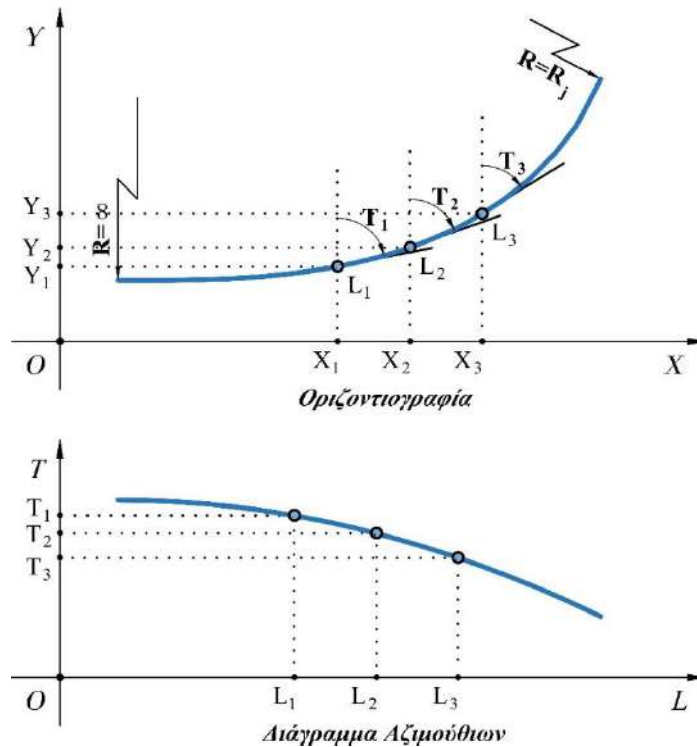 Y
R=R_j
T₃
T₂
T₁
Y₃
Y₂
Y₁
R=∞
L₃
L₂
L₁
O
X₁
X₂
X₃
X
Οριζοντιογραφία
T
T₁
T₂
T₃
O
L₁
L₂
L₃
L
Διάγραμμα Αζιμούθιων